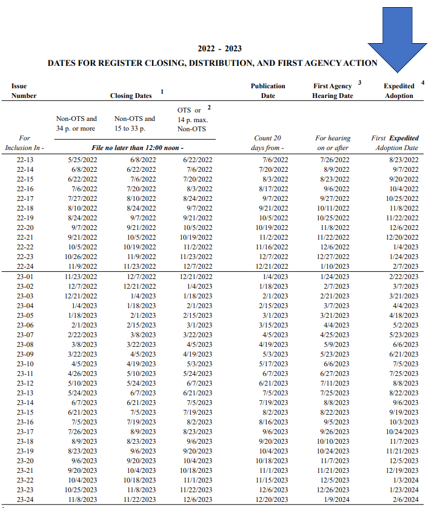 2022 - 2023
DATES FOR REGISTER CLOSING, DISTRIBUTION, AND FIRST AGENCY ACTION
Issue Publication First Agency 3 Expedited 4
Number Closing Dates 1 Date Hearing Date Adoption
OTS or 2
Non-OTS and Non-OTS and 14 p. max.
34 p. or more 15 to 33 p. Non-OTS
For Count 20 For hearing First Expedited
Inclusion In - File no later than 12:00 noon - days from - on or after Adoption Date
22-13 5/25/2022 6/8/2022 6/22/2022 7/6/2022 7/26/2022 8/23/2022
22-14 6/8/2022 6/22/2022 7/6/2022 7/20/2022 8/9/2022 9/7/2022
22-15 6/22/2022 7/6/2022 7/20/2022 8/3/2022 8/23/2022 9/20/2022
22-16 7/6/2022 7/20/2022 8/3/2022 8/17/2022 9/6/2022 10/4/2022
22-17 7/27/2022 8/10/2022 8/24/2022 9/7/2022 9/27/2022 10/25/2022
22-18 8/10/2022 8/24/2022 9/7/2022 9/21/2022 10/11/2022 11/8/2022
22-19 8/24/2022 9/7/2022 9/21/2022 10/5/2022 10/25/2022 11/22/2022
22-20 9/7/2022 9/21/2022 10/5/2022 10/19/2022 11/8/2022 12/6/2022
22-21 9/21/2022 10/5/2022 10/19/2022 11/2/2022 11/22/2022 12/20/2022
22-22 10/5/2022 10/19/2022 11/2/2022 11/16/2022 12/6/2022 1/4/2023
22-23 10/26/2022 11/9/2022 11/23/2022 12/7/2022 12/27/2022 1/24/2023
22-24 11/9/2022 11/23/2022 12/7/2022 12/21/2022 1/10/2023 2/7/2023
23-01 11/23/2022 12/7/2022 12/21/2022 1/4/2023 1/24/2023 2/22/2023
23-02 12/7/2022 12/21/2022 1/4/2023 1/18/2023 2/7/2023 3/7/2023
23-03 12/21/2022 1/4/2023 1/18/2023 2/1/2023 2/21/2023 3/21/2023
23-04 1/4/2023 1/18/2023 2/1/2023 2/15/2023 3/7/2023 4/4/2023
23-05 1/18/2023 2/1/2023 2/15/2023 3/1/2023 3/21/2023 4/18/2023
23-06 2/1/2023 2/15/2023 3/1/2023 3/15/2023 4/4/2023 5/2/2023
23-07 2/22/2023 3/8/2023 3/22/2023 4/5/2023 4/25/2023 5/23/2023
23-08 3/8/2023 3/22/2023 4/5/2023 4/19/2023 5/9/2023 6/6/2023
23-09 3/22/2023 4/5/2023 4/19/2023 5/3/2023 5/23/2023 6/21/2023
23-10 4/5/2023 4/19/2023 5/3/2023 5/17/2023 6/6/2023 7/5/2023
23-11 4/26/2023 5/10/2023 5/24/2023 6/7/2023 6/27/2023 7/25/2023
23-12 5/10/2023 5/24/2023 6/7/2023 6/21/2023 7/11/2023 8/8/2023
23-13 5/24/2023 6/7/2023 6/21/2023 7/5/2023 7/25/2023 8/22/2023
23-14 6/7/2023 6/21/2023 7/5/2023 7/19/2023 8/8/2023 9/6/2023
23-15 6/21/2023 7/5/2023 7/19/2023 8/2/2023 8/22/2023 9/19/2023
23-16 7/5/2023 7/19/2023 8/2/2023 8/16/2023 9/5/2023 10/3/2023
23-17 7/26/2023 8/9/2023 8/23/2023 9/6/2023 9/26/2023 10/24/2023
23-18 8/9/2023 8/23/2023 9/6/2023 9/20/2023 10/10/2023 11/7/2023
23-19 8/23/2023 9/6/2023 9/20/2023 10/4/2023 10/24/2023 11/21/2023
23-20 9/6/2023 9/20/2023 10/4/2023 10/18/2023 11/7/2023 12/5/2023
23-21 9/20/2023 10/4/2023 10/18/2023 11/1/2023 11/21/2023 12/19/2023
23-22 10/4/2023 10/18/2023 11/1/2023 11/15/2023 12/5/2023 1/3/2024
23-23 10/25/2023 11/8/2023 11/22/2023 12/6/2023 12/26/2023 1/23/2024
23-24 11/8/2023 11/22/2023 12/6/2023 12/20/2023 1/9/2024 2/6/2024